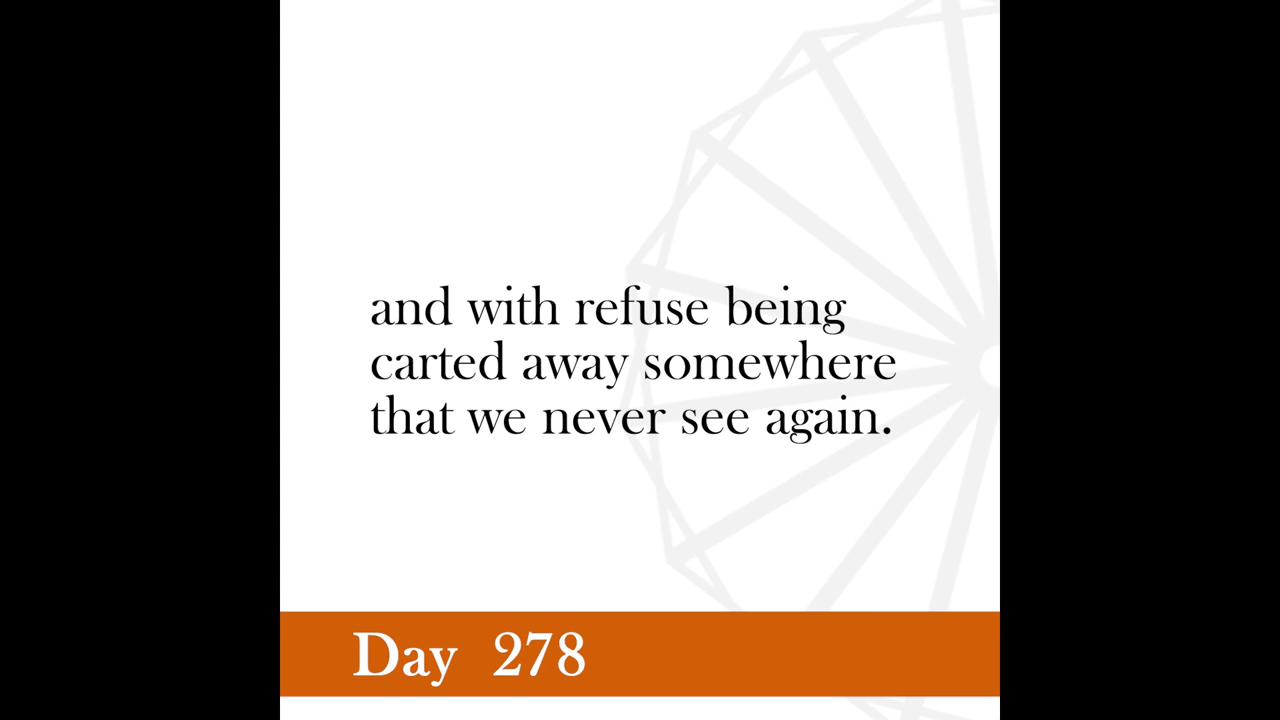 and with refuse being
carted away somewhere
that we never see again.
Day 278